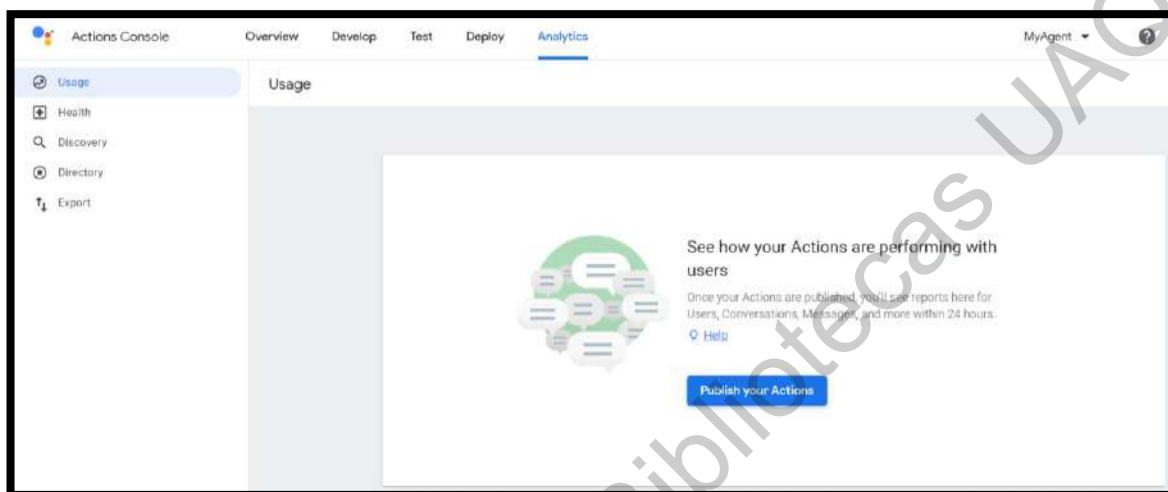 Actions Console
Overview Develop Test Deploy Analytics
MyAgent
Usage
Health
Discovery
Directory
Export
Usage
See how your Actions are performing with
users
Once your Actions are published, you'll see reports here for
Users, Conversations, Messages, and more within 24 hours.
Help
Publish your Actions
Bibliotecas UAQ